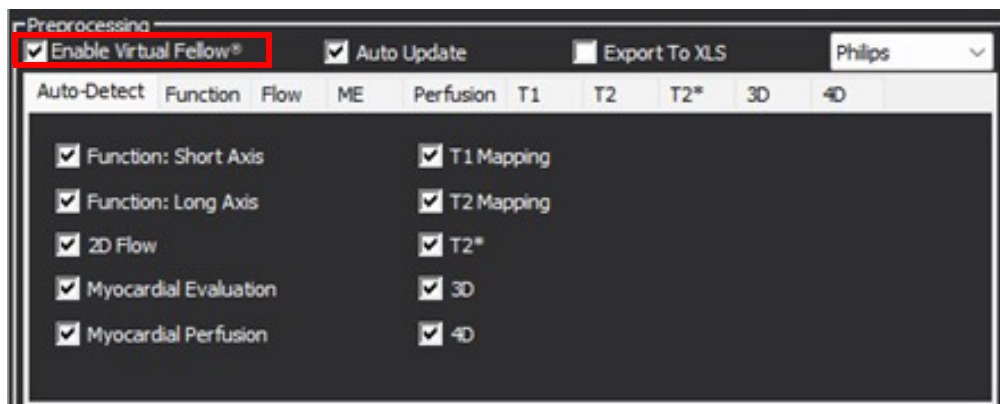 Preprocessing
Enable Virtual Fellow® Auto Update Export To XLS Philips
Auto-Detect Function Flow ME Perfusion T1 T2 T2* 3D 4D
Function: Short Axis T1 Mapping
Function: Long Axis T2 Mapping
2D Flow T2*
Myocardial Evaluation 3D
Myocardial Perfusion 4D